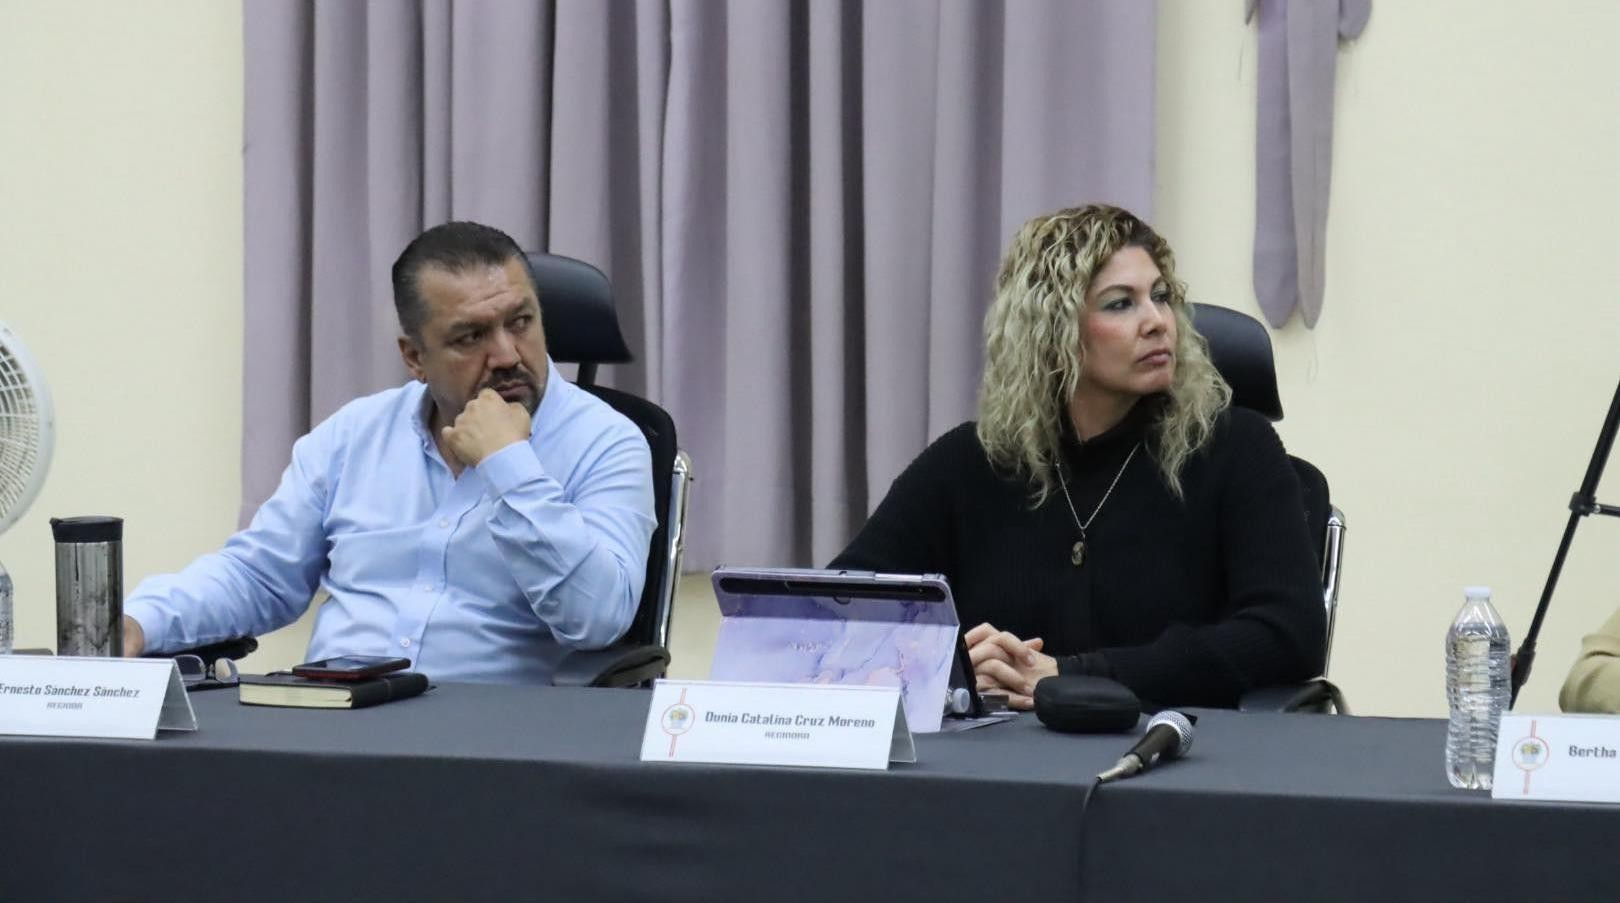 Ernesto Sánchez Sánchez
REGIDOR
Dunia Catalina Cruz Moreno
REGIDORA
Bertha